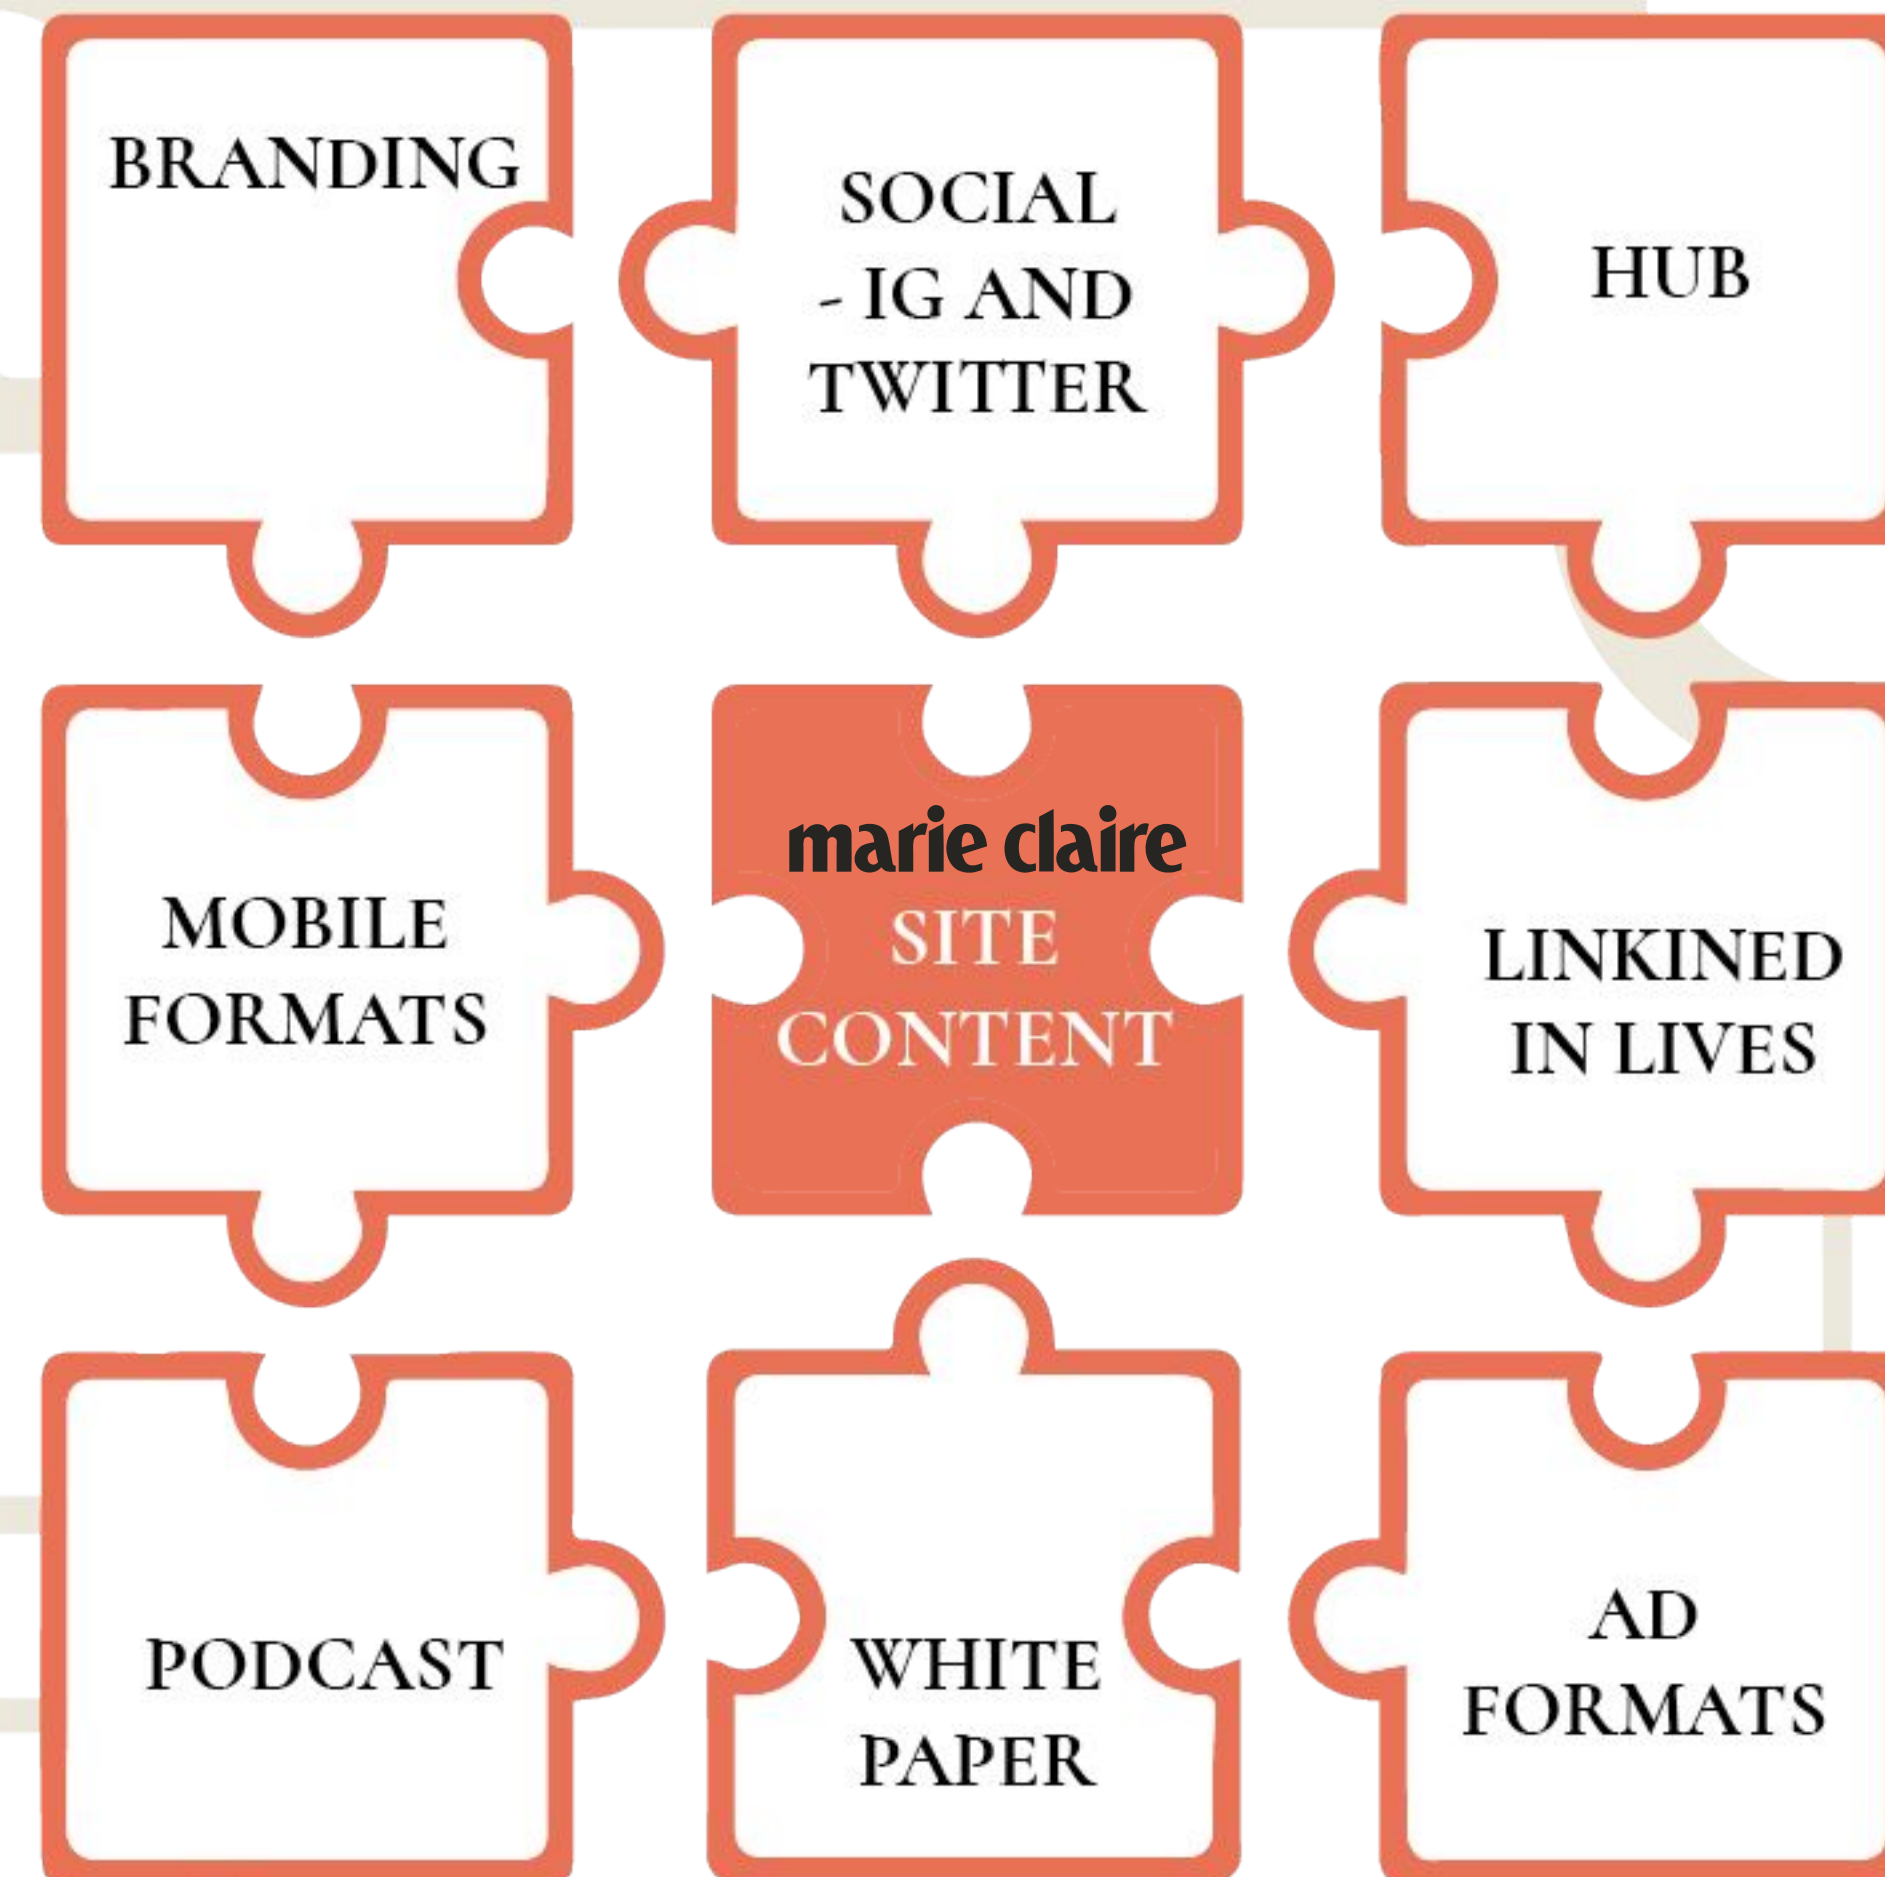 BRANDING
SOCIAL
- IG AND
TWITTER
HUB
MOBILE
FORMATS
marie claire
SITE
CONTENT
LINKINED
IN LIVES
PODCAST
WHITE
PAPER
AD
FORMATS